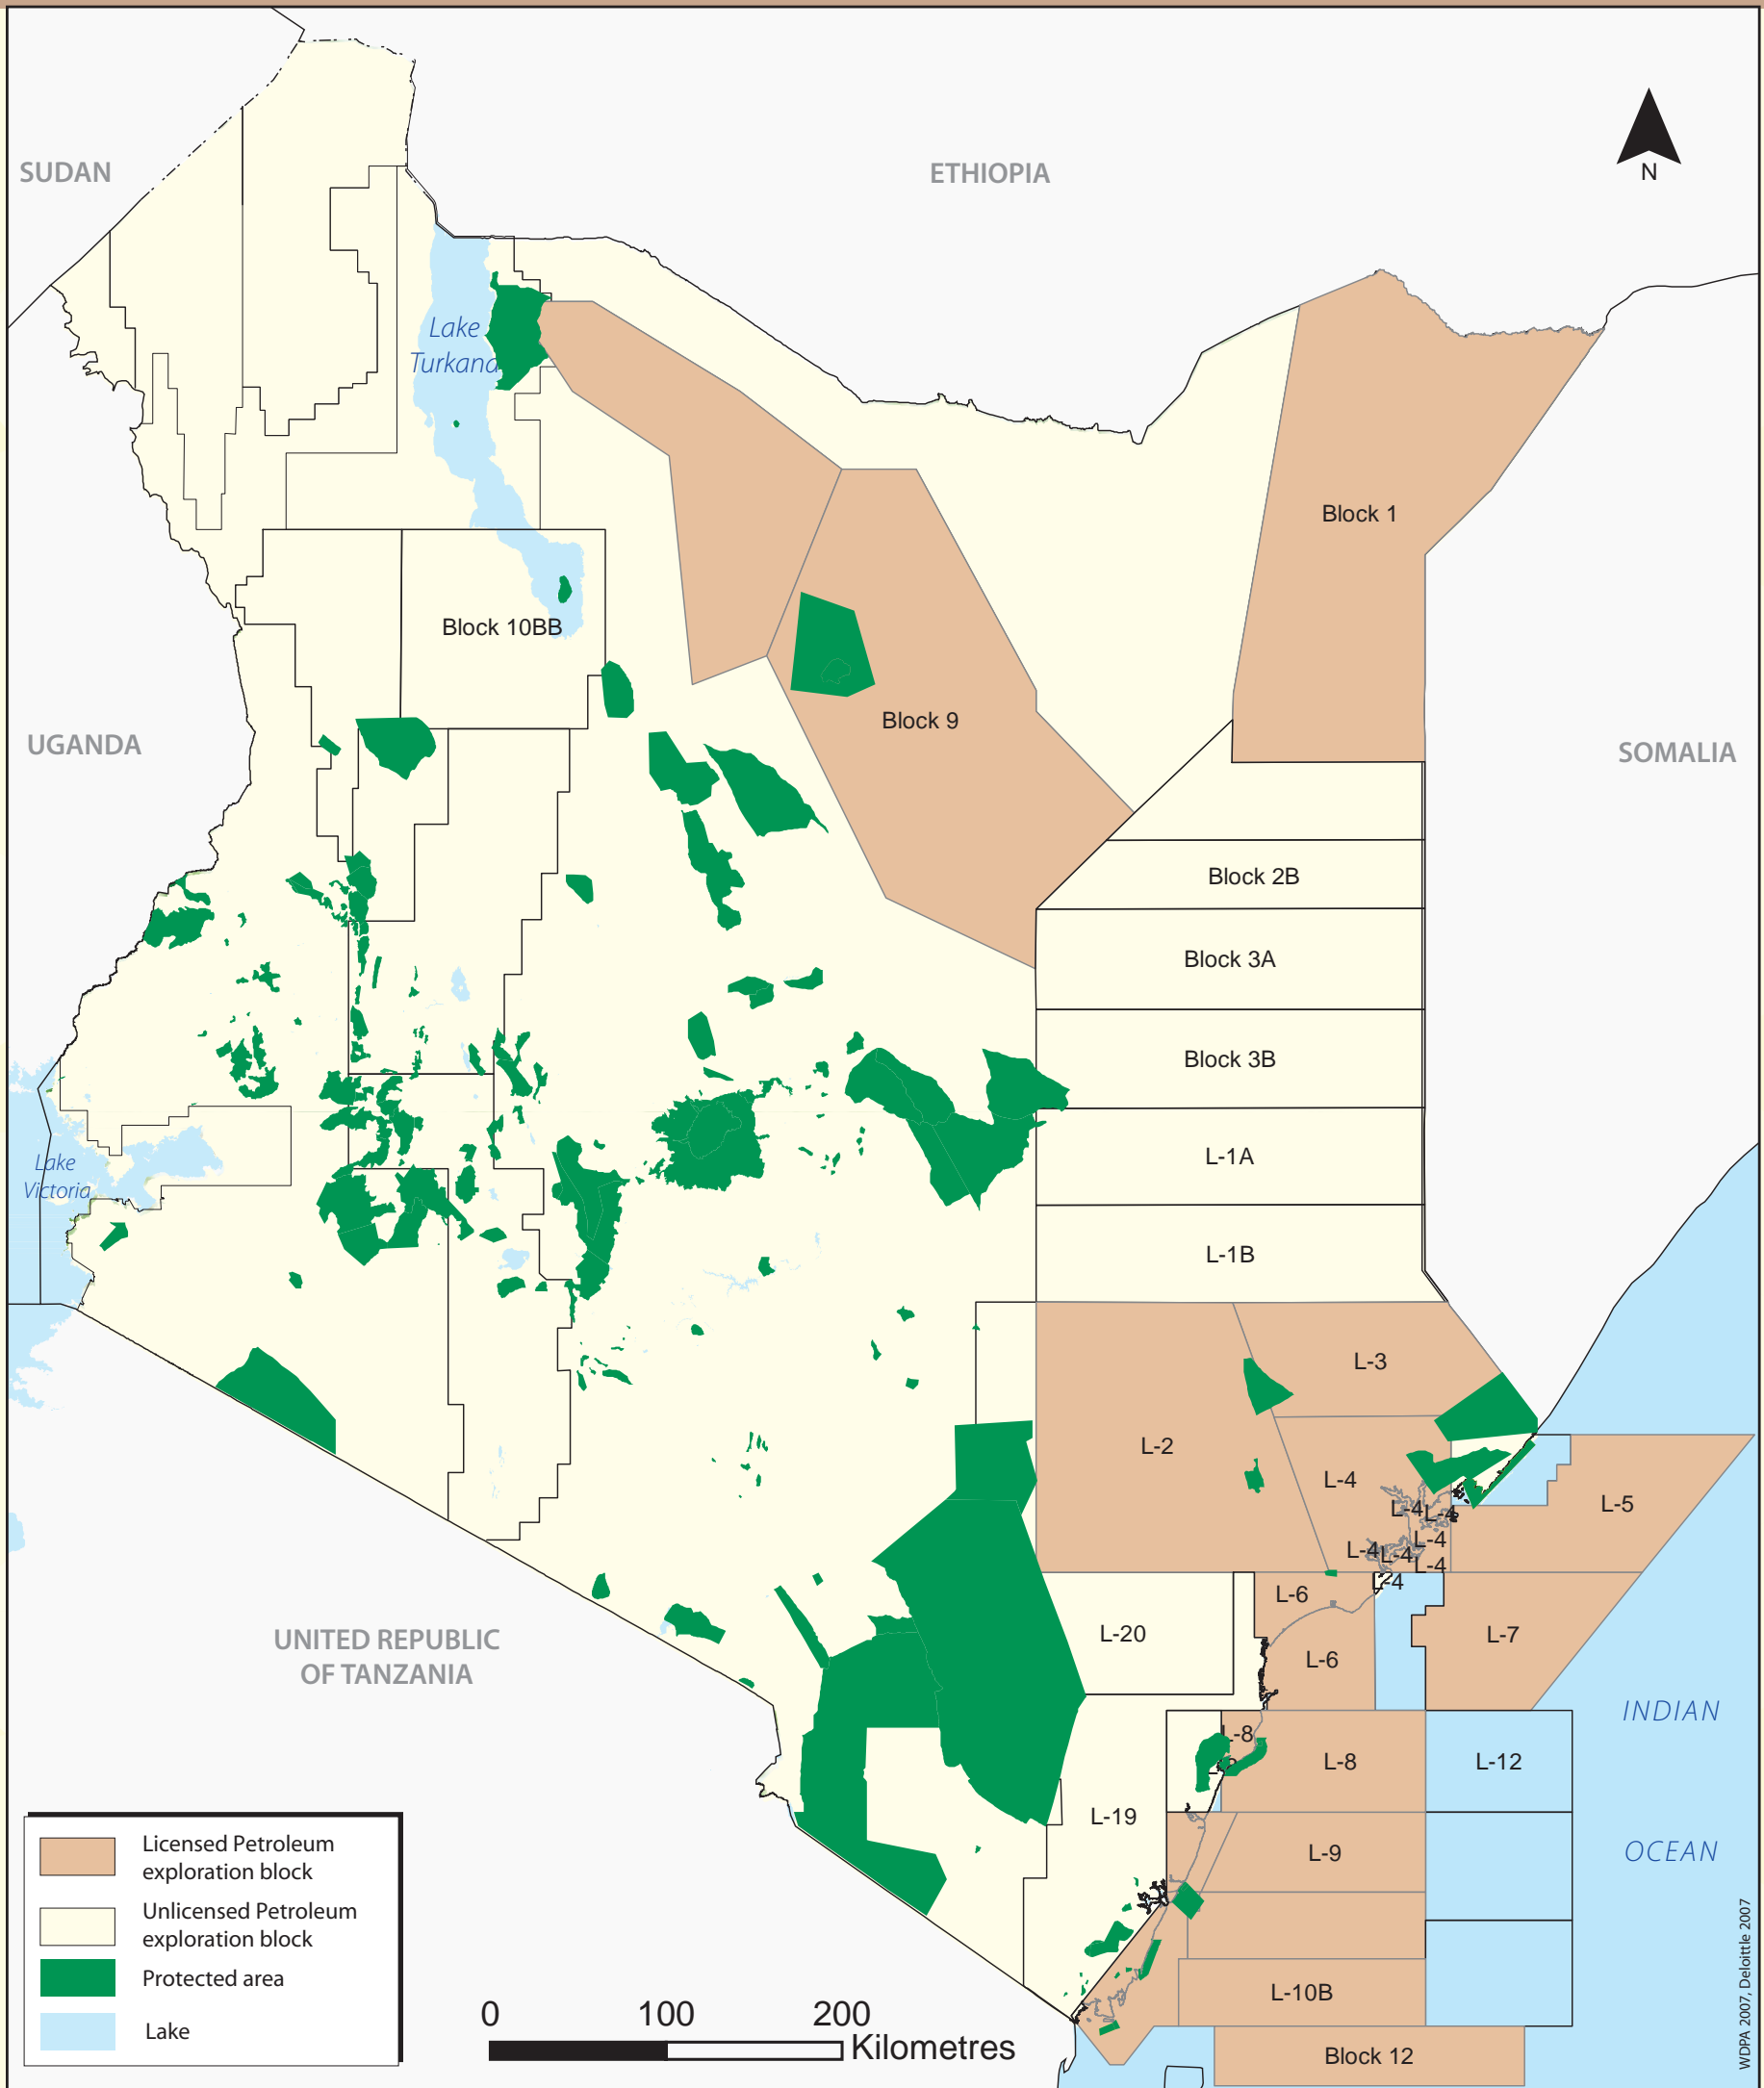 SUDAN
ETHIOPIA
N
Lake
Turkana
Block 1
Block 10BB
Block 9
UGANDA
SOMALIA
Block 2B
Block 3A
Block 3B
L-1A
Lake
Victoria
L-1B
L-3
L-2
L-4
L-5
L-4
L-4
L-4
L-4
L-4
L-4
L-4
L-6
L-20
L-7
UNITED REPUBLIC
OF TANZANIA
L-6
INDIAN
L-8
L-8
L-12
L-19
L-9
OCEAN
L-10B
Block 12
Licensed Petroleum
exploration block
Unlicensed Petroleum
exploration block
Protected area
Lake
0 100 200
Kilometres
WDPA 2007, Deloittle 2007